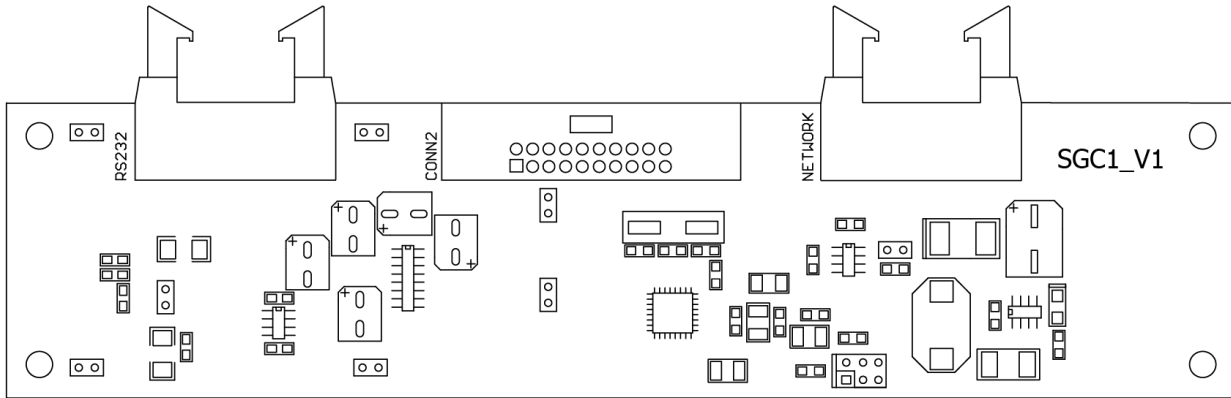 RS232
CONN2
NETWORK
SGC1_V1
+
+
+
+
+
+